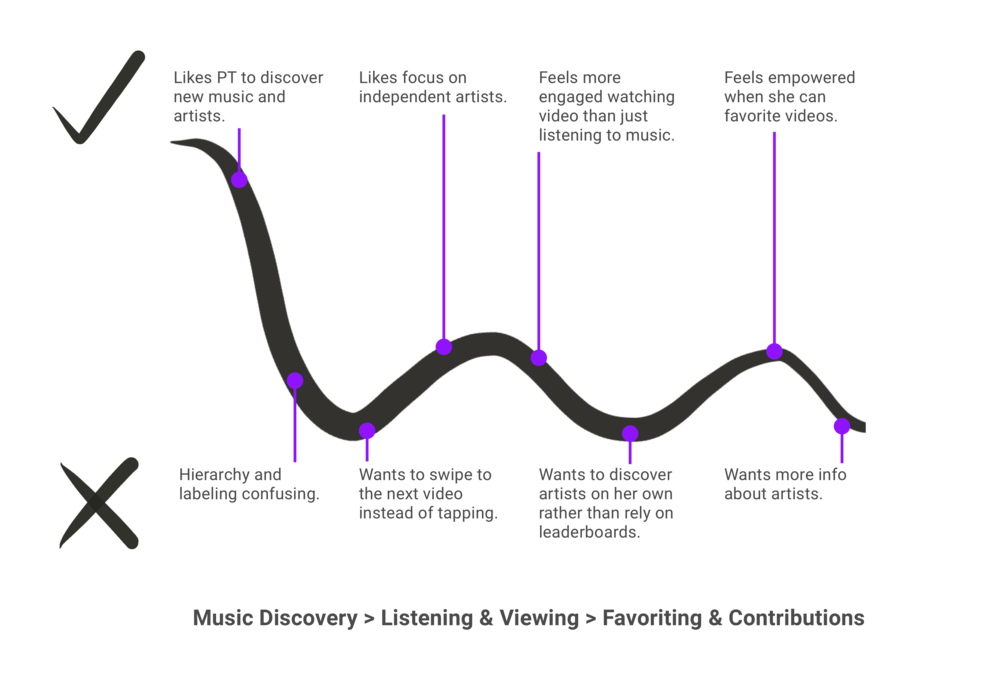 Likes PT to discover
new music and
artists.
Likes focus on
independent artists.
Feels more
engaged watching
video than just
listening to music.
Feels empowered
when she can
favorite videos.
Hierarchy and
labeling confusing.
Wants to swipe to
the next video
instead of tapping.
Wants to discover
artists on her own
rather than rely on
leaderboards.
Wants more info
about artists.
Music Discovery > Listening & Viewing > Favoriting & Contributions